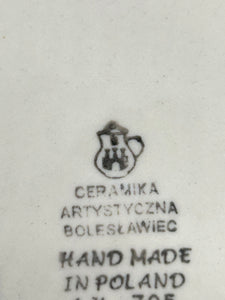 CERAMIKA
ARTYSTYCZNA
BOLESŁAWIEC
HAND MADE
IN POLAND